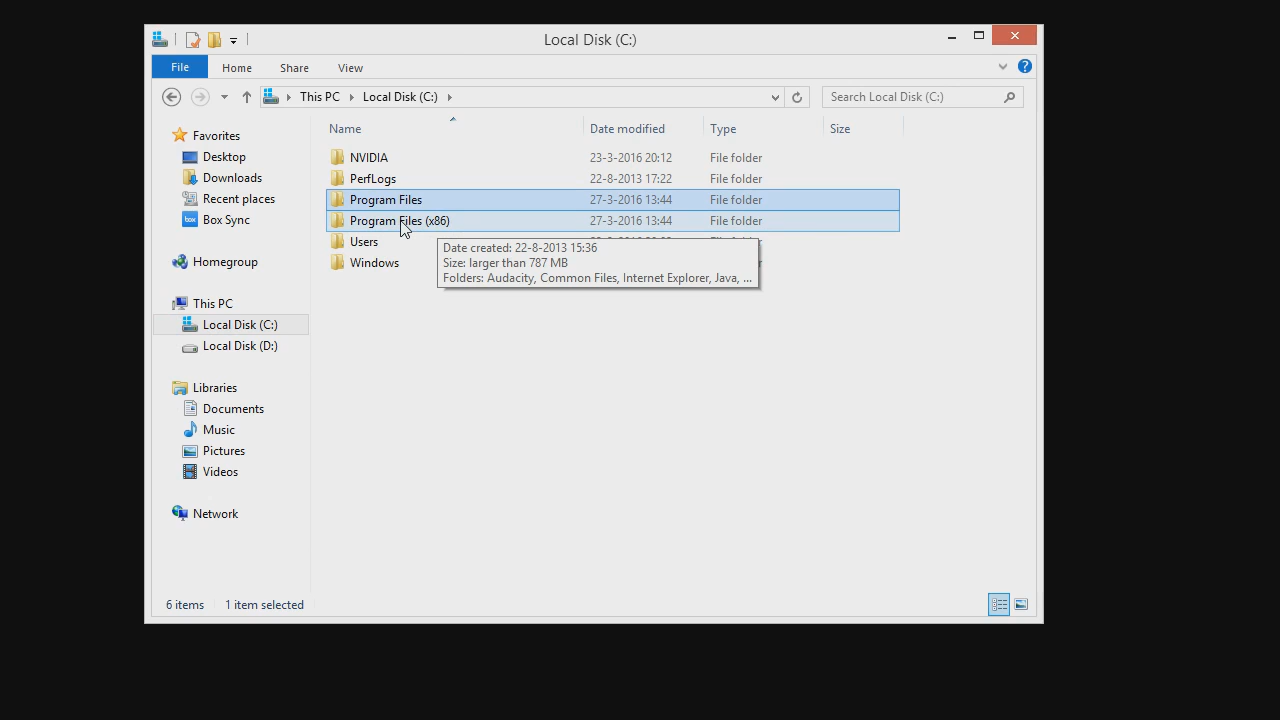 Local Disk (C:)
File Home Share View
This PC Local Disk (C:) Search Local Disk (C:)
Name Date modified Type Size
Favorites
Desktop
Downloads
Recent places
box Box Sync
Homegroup
This PC
Local Disk (C:)
Local Disk (D:)
Libraries
Documents
Music
Pictures
Videos
Network
NVIDIA 23-3-2016 20:12 File folder
PerfLogs 22-8-2013 17:22 File folder
Program Files 27-3-2016 13:44 File folder
Program Files (x86) 27-3-2016 13:44 File folder
Users
Windows
Date created: 22-8-2013 15:36
Size: larger than 787 MB
Folders: Audacity, Common Files, Internet Explorer, Java, ...
6 items 1 item selected